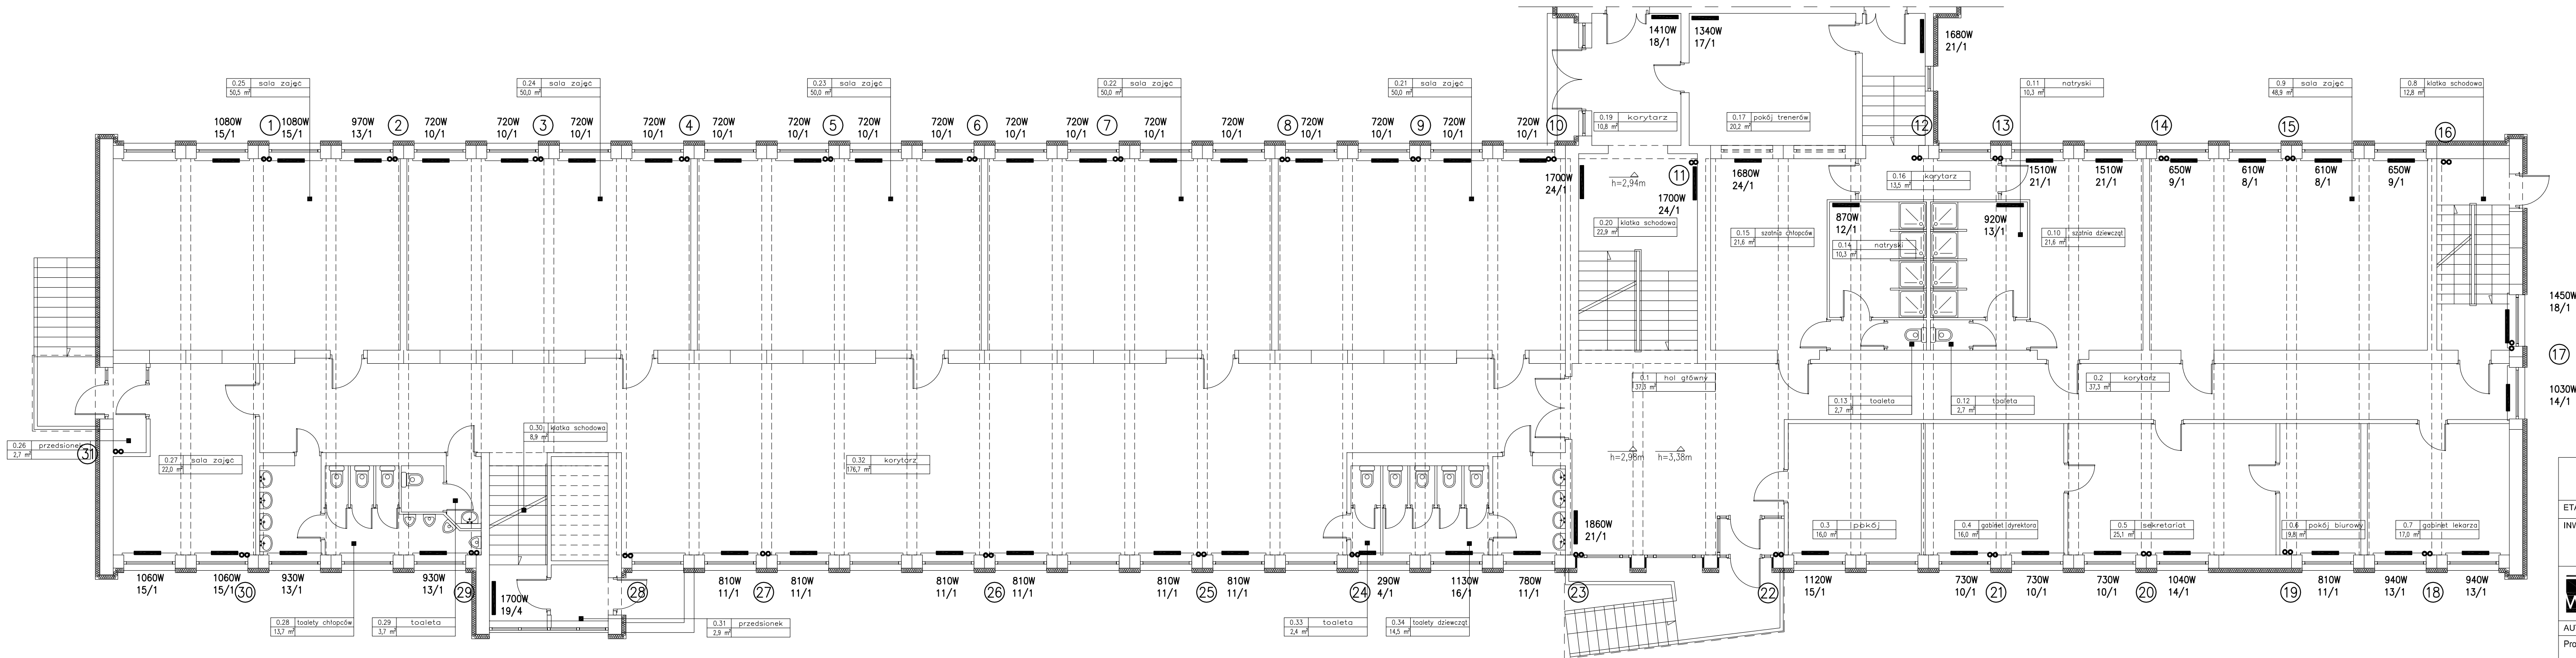 1410W
18/1
1340W
17/1
1680W
21/1
0.25 sala zajęć
50,5 m²
0.24 sala zajęć
50,0 m²
0.23 sala zajęć
50,0 m²
0.22 sala zajęć
50,0 m²
0.21 sala zajęć
50,0 m²
0.11 natryski
10,3 m²
0.9 sala zajęć
48,9 m²
0.8 klatka schodowa
12,8 m²
0.19 korytarz
10,8 m²
0.17 pokój trenerów
20,2 m²
1080W
15/1
1
1080W
15/1
970W
13/1
2
720W
10/1
720W
10/1
3
720W
10/1
720W
10/1
4
720W
10/1
720W
10/1
5
720W
10/1
720W
10/1
6
720W
10/1
720W
10/1
7
720W
10/1
720W
10/1
8
720W
10/1
720W
10/1
9
720W
10/1
720W
10/1
10
12
13
14
15
16
1700W
24/1
h=2,94m
11
1700W
24/1
1680W
24/1
0.16 korytarz
13,5 m²
1510W
21/1
1510W
21/1
650W
9/1
610W
8/1
610W
8/1
650W
9/1
870W
12/1
920W
13/1
0.20 klatka schodowa
22,9 m²
0.15 szatnia chłopców
21,6 m²
0.14 natryski
10,3 m²
0.10 szatnia dziewcząt
21,6 m²
1450W
18/1
17
1030W
14/1
0.1 hol główny
37,3 m²
0.2 korytarz
37,3 m²
0.13 toaleta
2,7 m²
0.12 toaleta
2,7 m²
0.26 przedsionek
2,7 m²
31
0.27 sala zajęć
22,0 m²
0.30 klatka schodowa
8,9 m²
0.32 korytarz
176,7 m²
h=2,98m
h=3,38m
0.3 pokój
16,0 m²
0.4 gabinet dyrektora
16,0 m²
0.5 sekretariat
25,1 m²
0.6 pokój biurowy
9,8 m²
0.7 gabinet lekarza
17,0 m²
1860W
21/1
1060W
15/1
1060W
15/1
30
930W
13/1
930W
13/1
29
1700W
19/4
28
810W
11/1
27
810W
11/1
810W
11/1
26
810W
11/1
810W
11/1
25
810W
11/1
24
290W
4/1
1130W
16/1
780W
11/1
23
22
1120W
15/1
730W
10/1
21
730W
10/1
730W
10/1
20
1040W
14/1
19
810W
11/1
940W
13/1
18
940W
13/1
0.28 toalety chłopców
13,7 m²
0.29 toaleta
3,7 m²
0.31 przedsionek
2,9 m²
0.33 toaleta
2,4 m²
0.34 toalety dziewcząt
14,5 m²